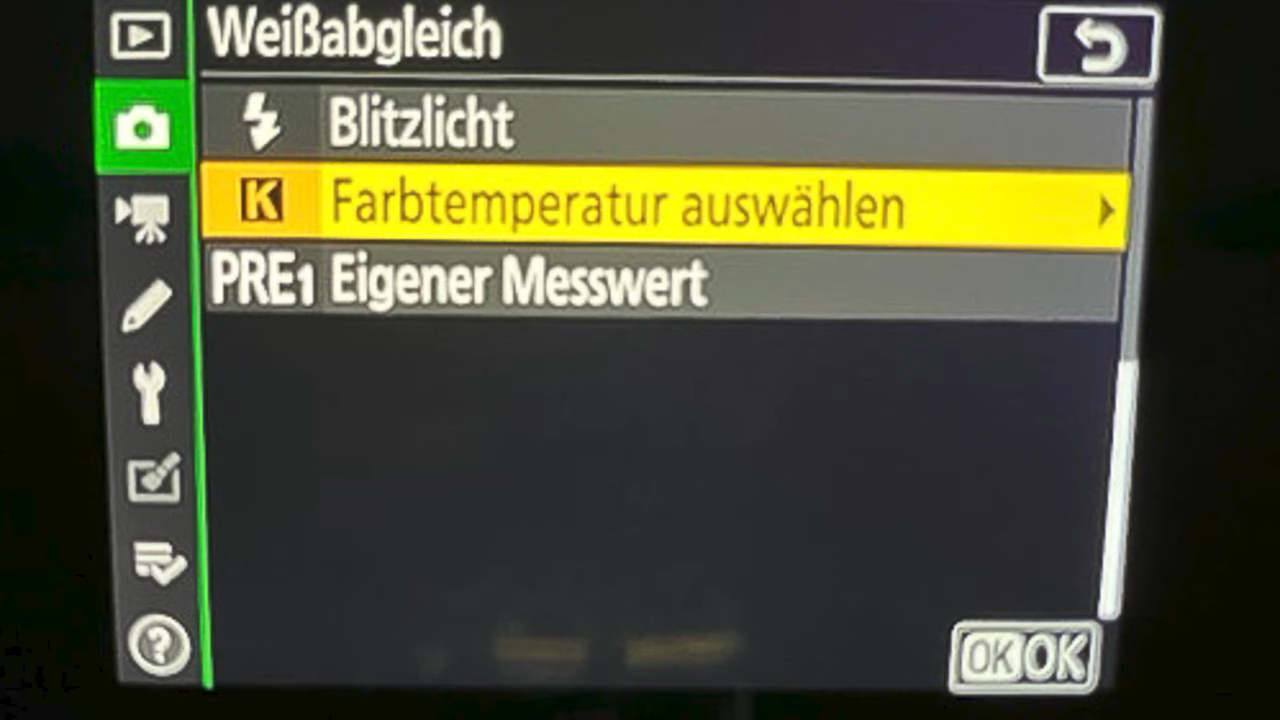 Weißabgleich
Blitzlicht
K Farbtemperatur auswählen
PRE1 Eigener Messwert
OK OK